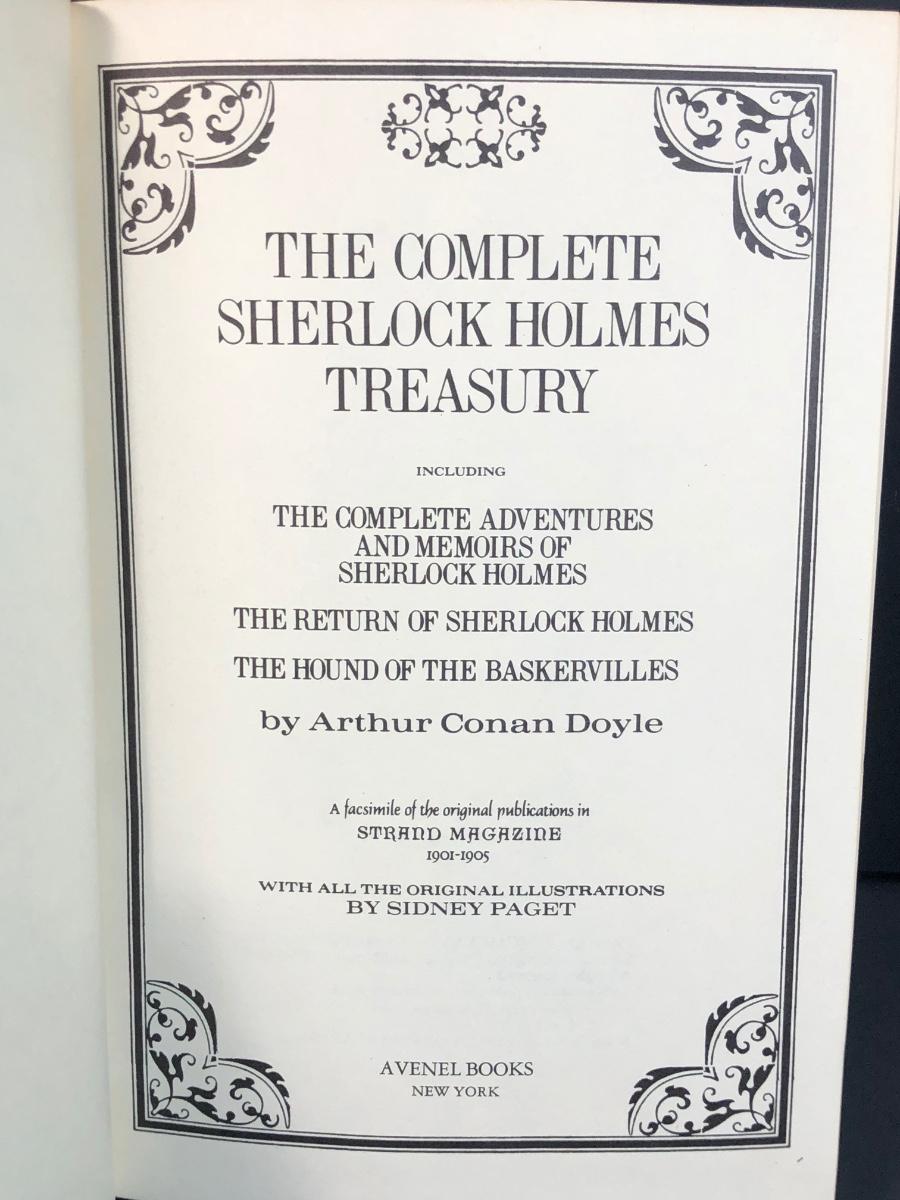 THE COMPLETE
SHERLOCK HOLMES
TREASURY
INCLUDING
THE COMPLETE ADVENTURES
AND MEMOIRS OF
SHERLOCK HOLMES
THE RETURN OF SHERLOCK HOLMES
THE HOUND OF THE BASKERVILLES
by Arthur Conan Doyle
A facsimile of the original publications in
STRAND MAGAZINE
1901-1905
WITH ALL THE ORIGINAL ILLUSTRATIONS
BY SIDNEY PAGET
AVENEL BOOKS
NEW YORK